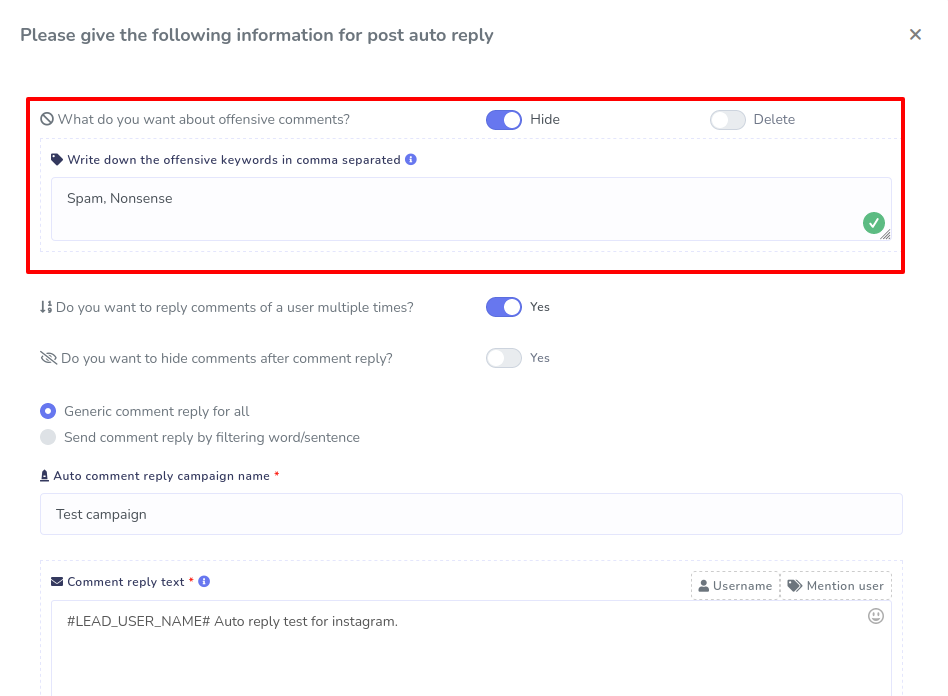 Please give the following information for post auto reply
What do you want about offensive comments? Hide Delete
Write down the offensive keywords in comma separated
Spam, Nonsense
Do you want to reply comments of a user multiple times? Yes
Do you want to hide comments after comment reply? Yes
Generic comment reply for all
Send comment reply by filtering word/sentence
Auto comment reply campaign name *
Test campaign
Comment reply text * Username Mention user
#LEAD_USER_NAME# Auto reply test for instagram.